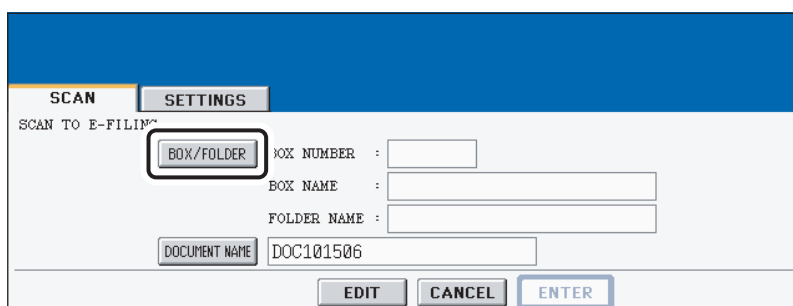 SCAN SETTINGS
SCAN TO E-FILING
BOX/FOLDER BOX NUMBER :
BOX NAME :
FOLDER NAME :
DOCUMENT NAME DOC101506
EDIT CANCEL ENTER